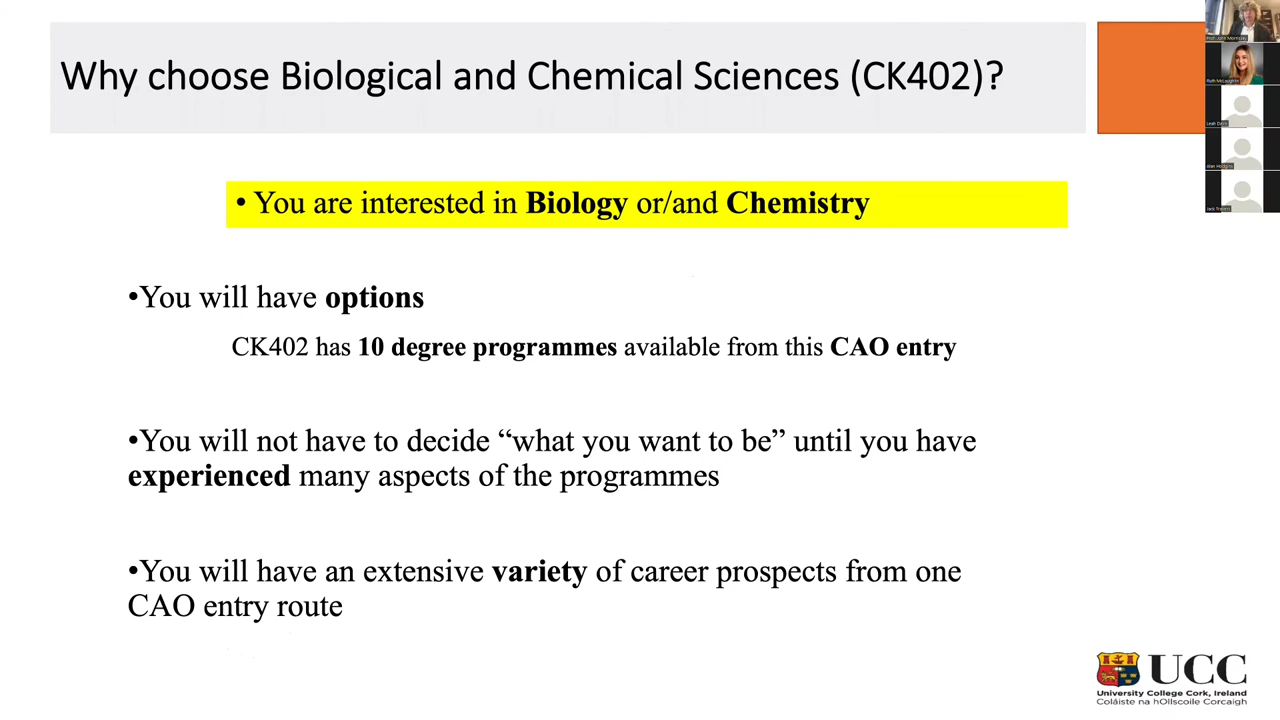 Why choose Biological and Chemical Sciences (CK402)?
• You are interested in Biology or/and Chemistry
•You will have options
CK402 has 10 degree programmes available from this CAO entry
•You will not have to decide “what you want to be” until you have
experienced many aspects of the programmes
•You will have an extensive variety of career prospects from one
CAO entry route
UCC
University College Cork, Ireland
Coláiste na hOllscoile Corcaigh
Ruth McLaughlin